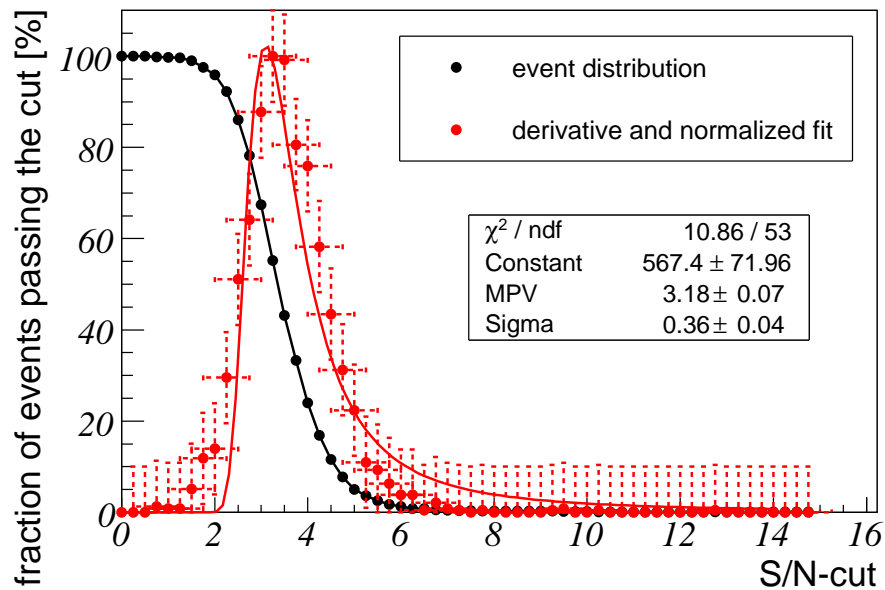 fraction of events passing the cut [%]
100
80
60
40
20
0
0 2 4 6 8 10 12 14 16
S/N-cut
event distribution
derivative and normalized fit
χ² / ndf 10.86 / 53
Constant 567.4 ± 71.96
MPV 3.18 ± 0.07
Sigma 0.36 ± 0.04